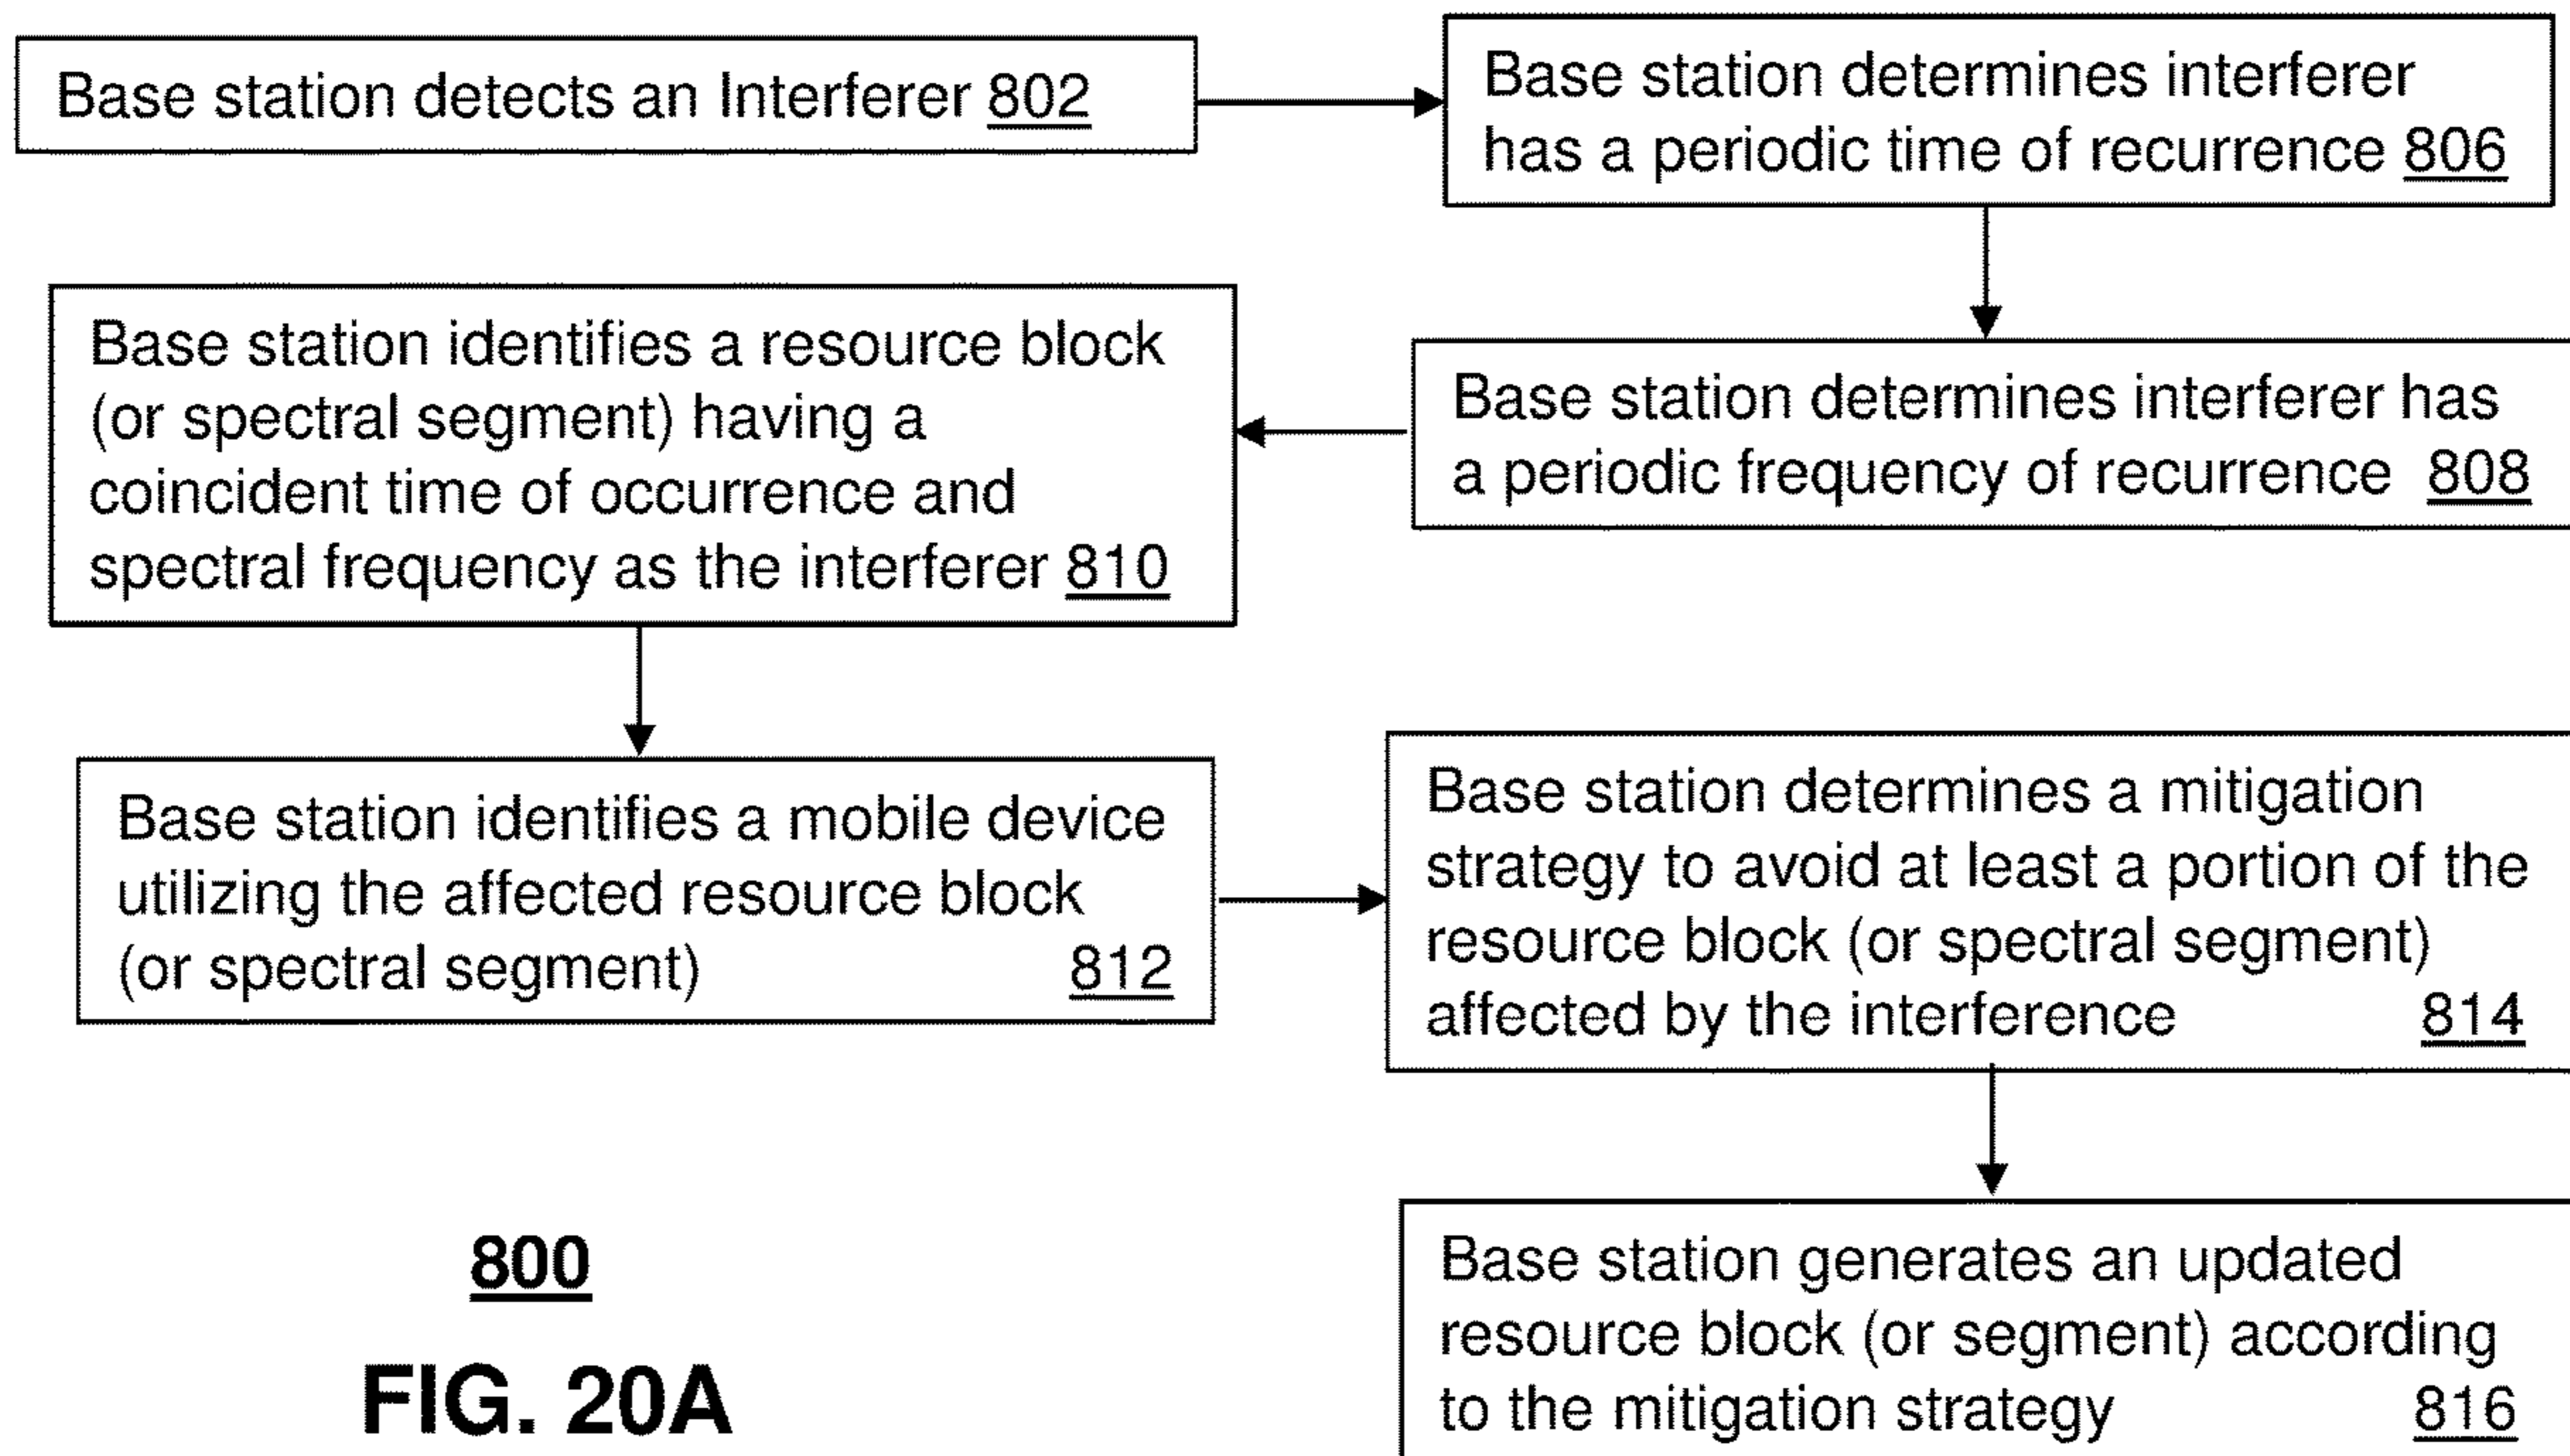 Base station detects an Interferer 802
Base station determines interferer
has a periodic time of recurrence 806
Base station determines interferer has
a periodic frequency of recurrence 808
Base station identifies a resource block
(or spectral segment) having a
coincident time of occurrence and
spectral frequency as the interferer 810
Base station identifies a mobile device
utilizing the affected resource block
(or spectral segment) 812
Base station determines a mitigation
strategy to avoid at least a portion of the
resource block (or spectral segment)
affected by the interference 814
Base station generates an updated
resource block (or segment) according
to the mitigation strategy 816
800
FIG. 20A